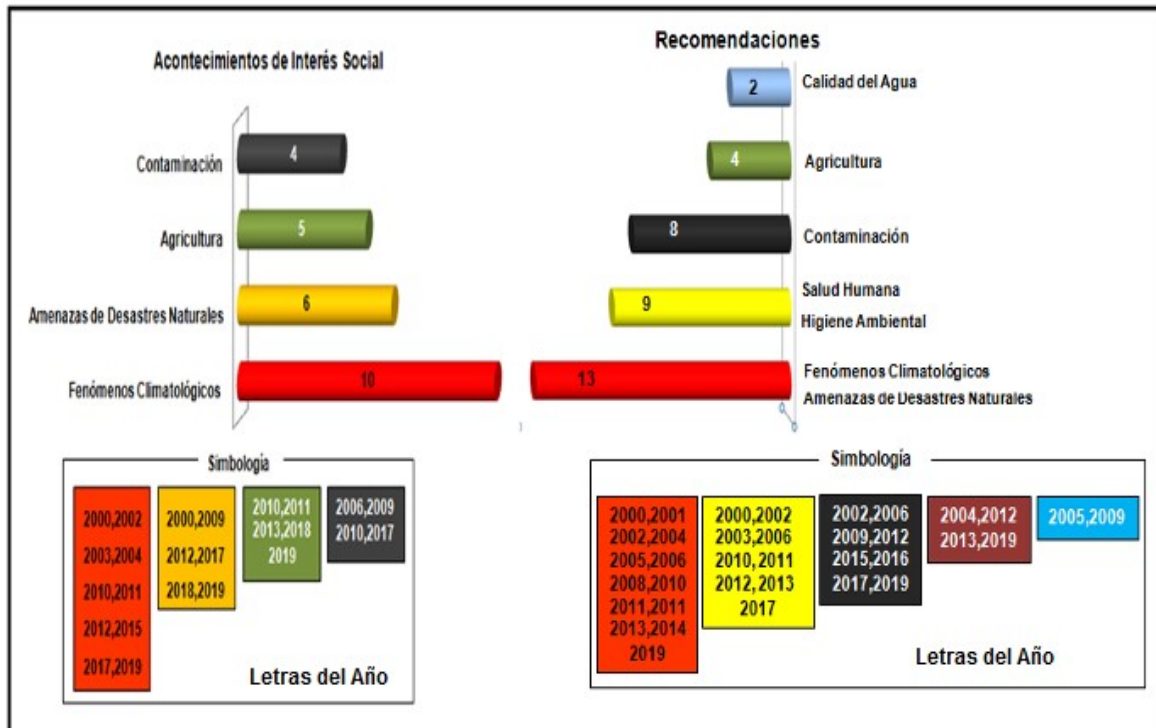 Acontecimientos de Interés Social
Contaminación
4
Agricultura
5
Amenazas de Desastres Naturales
6
Fenómenos Climatológicos
10
Simbología
2000,2002
2003,2004
2010,2011
2012,2015
2017,2019
2000,2009
2012,2017
2018,2019
2010,2011
2013,2018
2019
2006,2009
2010,2017
Letras del Año
Recomendaciones
2
Calidad del Agua
4
Agricultura
8
Contaminación
9
Salud Humana
Higiene Ambiental
13
Fenómenos Climatológicos
Amenazas de Desastres Naturales
Simbología
2000,2001
2002,2004
2005,2006
2008,2010
2011,2011
2013,2014
2019
2000,2002
2003,2006
2010,2011
2012,2013
2017
2002,2006
2009,2012
2015,2016
2017,2019
2004,2012
2013,2019
2005,2009
Letras del Año